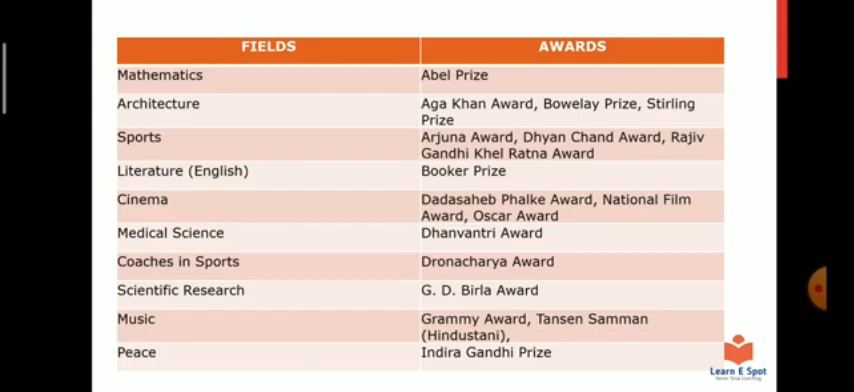 FIELDS AWARDS
Mathematics Abel Prize
Architecture Aga Khan Award, Bowelay Prize, Stirling
Prize
Sports Arjuna Award, Dhyan Chand Award, Rajiv
Gandhi Khel Ratna Award
Literature (English) Booker Prize
Cinema Dadasaheb Phalke Award, National Film
Award, Oscar Award
Medical Science Dhanvantri Award
Coaches in Sports Dronacharya Award
Scientific Research G. D. Birla Award
Music Grammy Award, Tansen Samman
(Hindustani),
Peace Indira Gandhi Prize
Learn E Spot
Never Stop Learning